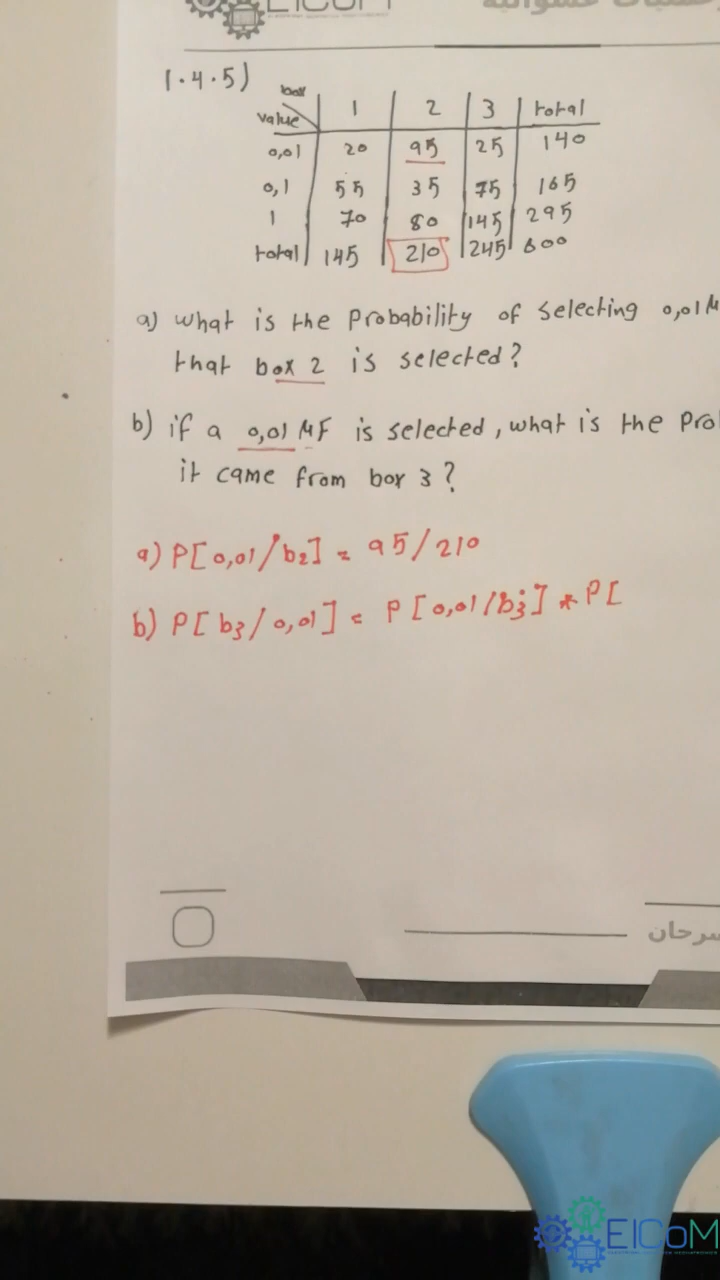 1.4.5)
box
value 1 2 3 total
0,01 20 95 25 140
0,1 55 35 75 165
1 70 80 145 295
total 145 210 245 600
a) what is the Probability of selecting 0,01 M
that box 2 is selected?
b) if a 0,01 MF is selected, what is the Pro
it came from box 3?
a) P[0,01/b2] = 95/210
b) P[b3/0,01] = P[0,01/b3] * P[
سرحان
EICoM